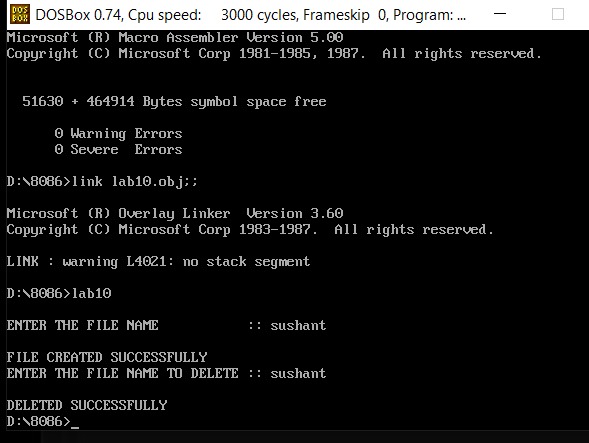 DOSBox 0.74, Cpu speed:    3000 cycles, Frameskip  0, Program: ...
Microsoft (R) Macro Assembler Version 5.00
Copyright (C) Microsoft Corp 1981-1985, 1987.  All rights reserved.
51630 + 464914 Bytes symbol space free
0 Warning Errors
0 Severe  Errors
D:\8086>link lab10.obj;;
Microsoft (R) Overlay Linker  Version 3.60
Copyright (C) Microsoft Corp 1983-1987.  All rights reserved.
LINK : warning L4021: no stack segment
D:\8086>lab10
ENTER THE FILE NAME           :: sushant
FILE CREATED SUCCESSFULLY
ENTER THE FILE NAME TO DELETE :: sushant
DELETED SUCCESSFULLY
D:\8086>_